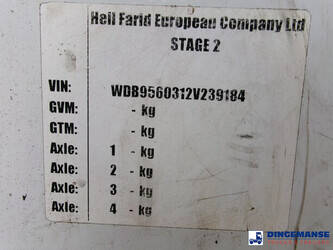 Heil Farid European Company Ltd
STAGE 2
VIN: WDB9560312V239184
GVM: - kg
GTM: - kg
Axle: 1 - kg
Axle: 2 - kg
Axle: 3 - kg
Axle: 4 - kg
DINGEMANSE